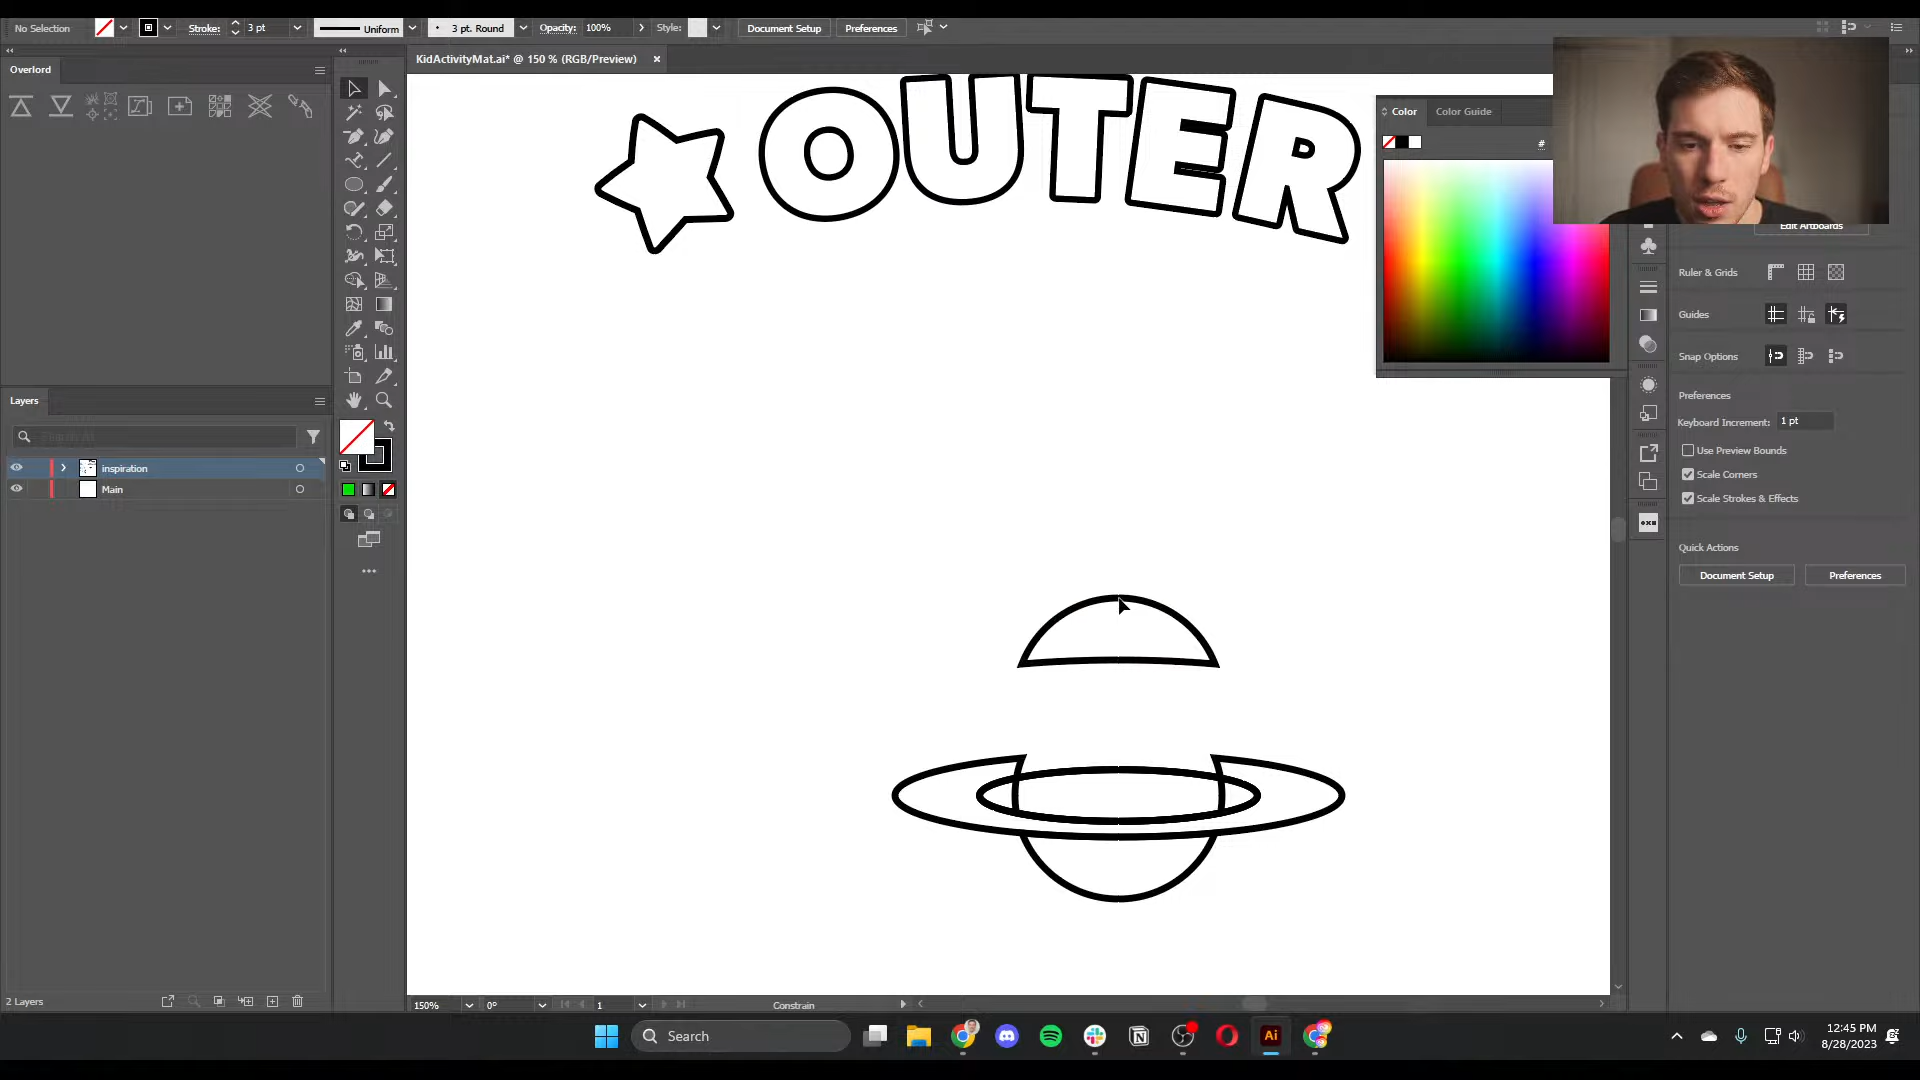 No Selection
Stroke:
3 pt
Uniform
3 pt. Round
Opacity:
100%
Style:
Document Setup
Preferences
KidActivityMat.ai* @ 150 % (RGB/Preview)
Overlord
OUTER
Color
Color Guide
#
Edit Artboards
Ruler & Grids
Guides
Snap Options
Preferences
Keyboard Increment:
1 pt
Use Preview Bounds
Scale Corners
Scale Strokes & Effects
Quick Actions
Document Setup
Preferences
Layers
inspiration
Main
2 Layers
150%
0°
1
Constrain
Search
Ai
12:45 PM
8/28/2023